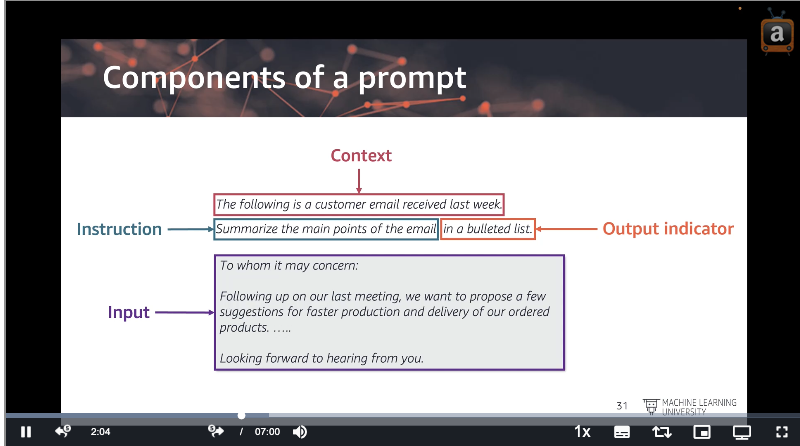 a
Components of a prompt
Context
The following is a customer email received last week.
Instruction
Summarize the main points of the email in a bulleted list.
Output indicator
Input
To whom it may concern:
Following up on our last meeting, we want to propose a few
suggestions for faster production and delivery of our ordered
products. …..
Looking forward to hearing from you.
31
MACHINE LEARNING
UNIVERSITY
5
2:04
5
/ 07:00
1x